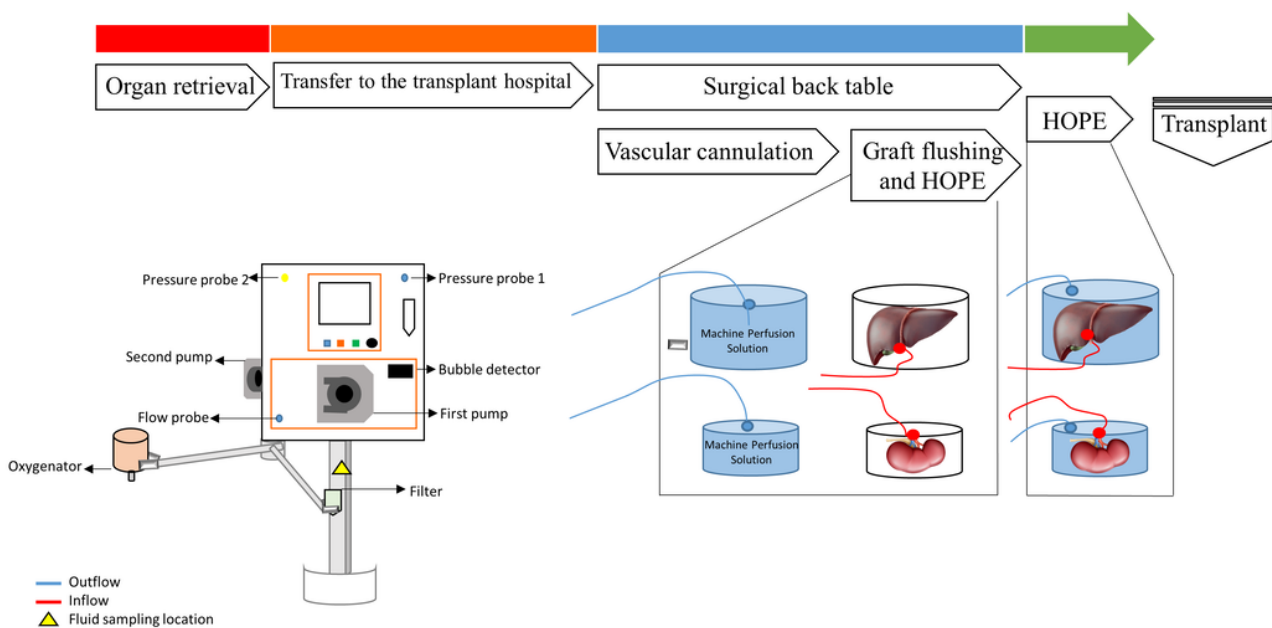 Organ retrieval
Transfer to the transplant hospital
Surgical back table
HOPE
Transplant
Vascular cannulation
Graft flushing
and HOPE
Pressure probe 2
Pressure probe 1
Second pump
Bubble detector
Flow probe
First pump
Oxygenator
Filter
Machine Perfusion
Solution
Machine Perfusion
Solution
Outflow
Inflow
Fluid sampling location